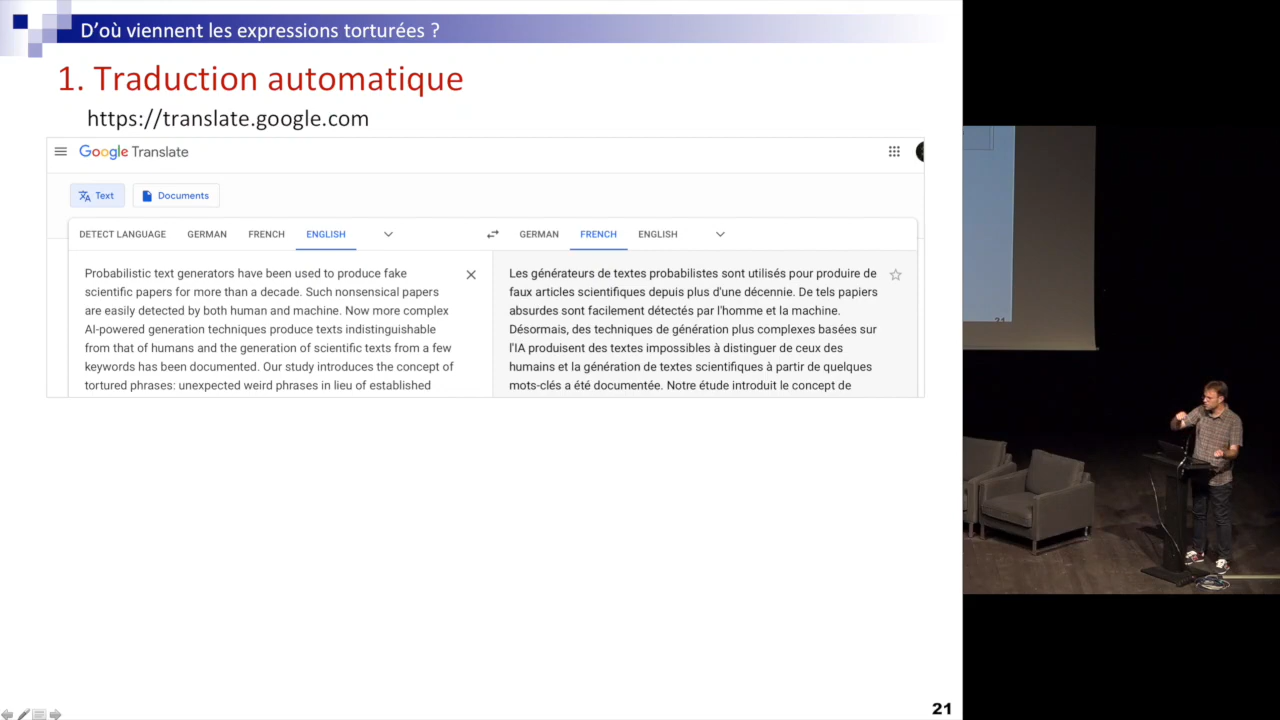 D'où viennent les expressions torturées ?
1. Traduction automatique
https://translate.google.com
Google Translate
Text
Documents
DETECT LANGUAGE GERMAN FRENCH ENGLISH
GERMAN FRENCH ENGLISH
Probabilistic text generators have been used to produce fake
scientific papers for more than a decade. Such nonsensical papers
are easily detected by both human and machine. Now more complex
AI-powered generation techniques produce texts indistinguishable
from that of humans and the generation of scientific texts from a few
keywords has been documented. Our study introduces the concept of
tortured phrases: unexpected weird phrases in lieu of established
Les générateurs de textes probabilistes sont utilisés pour produire de
faux articles scientifiques depuis plus d'une décennie. De tels papiers
absurdes sont facilement détectés par l'homme et la machine.
Désormais, des techniques de génération plus complexes basées sur
l'IA produisent des textes impossibles à distinguer de ceux des
humains et la génération de textes scientifiques à partir de quelques
mots-clés a été documentée. Notre étude introduit le concept de
21
21